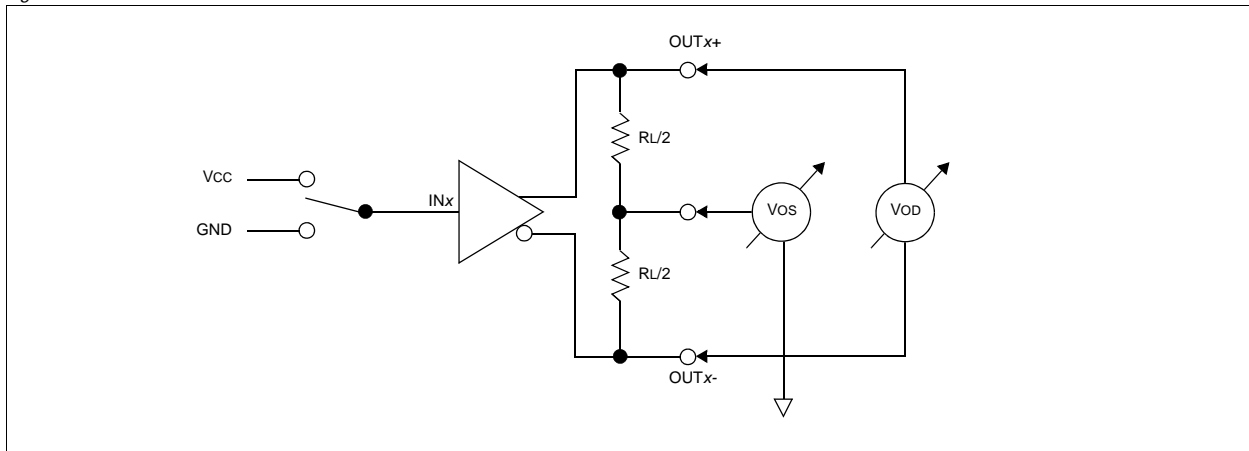 OUTx+
RL/2
VCC
INx
VOS
VOD
GND
RL/2
OUTx-